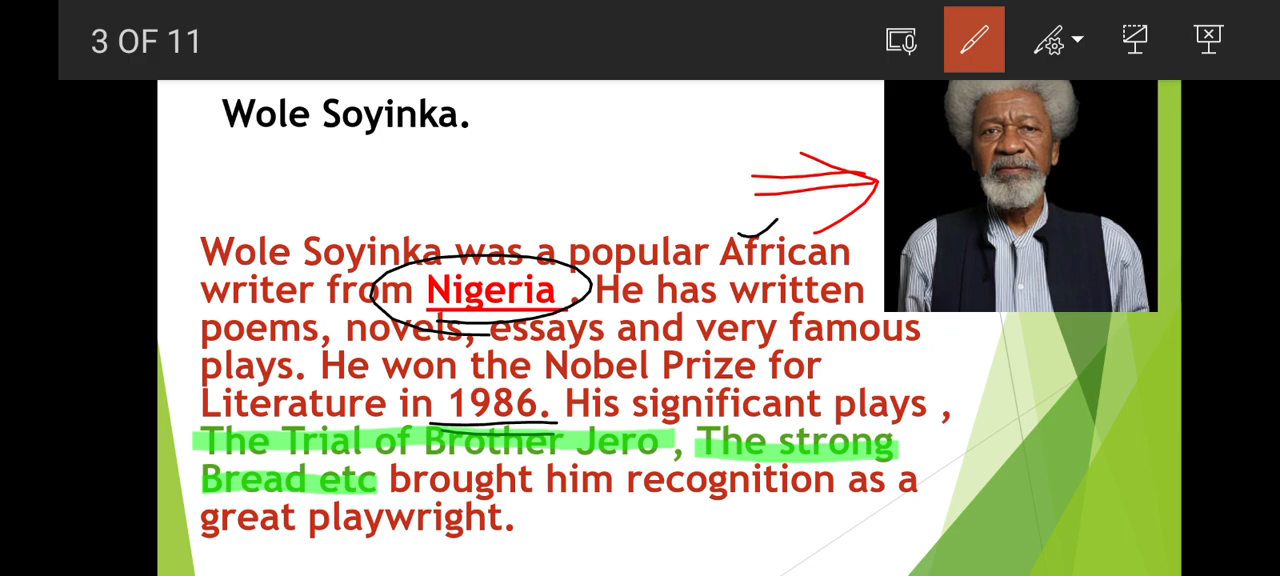 3 OF 11
Wole Soyinka.
Wole Soyinka was a popular African
writer from Nigeria . He has written
poems, novels, essays and very famous
plays. He won the Nobel Prize for
Literature in 1986. His significant plays ,
The Trial of Brother Jero , The strong
Bread etc brought him recognition as a
great playwright.